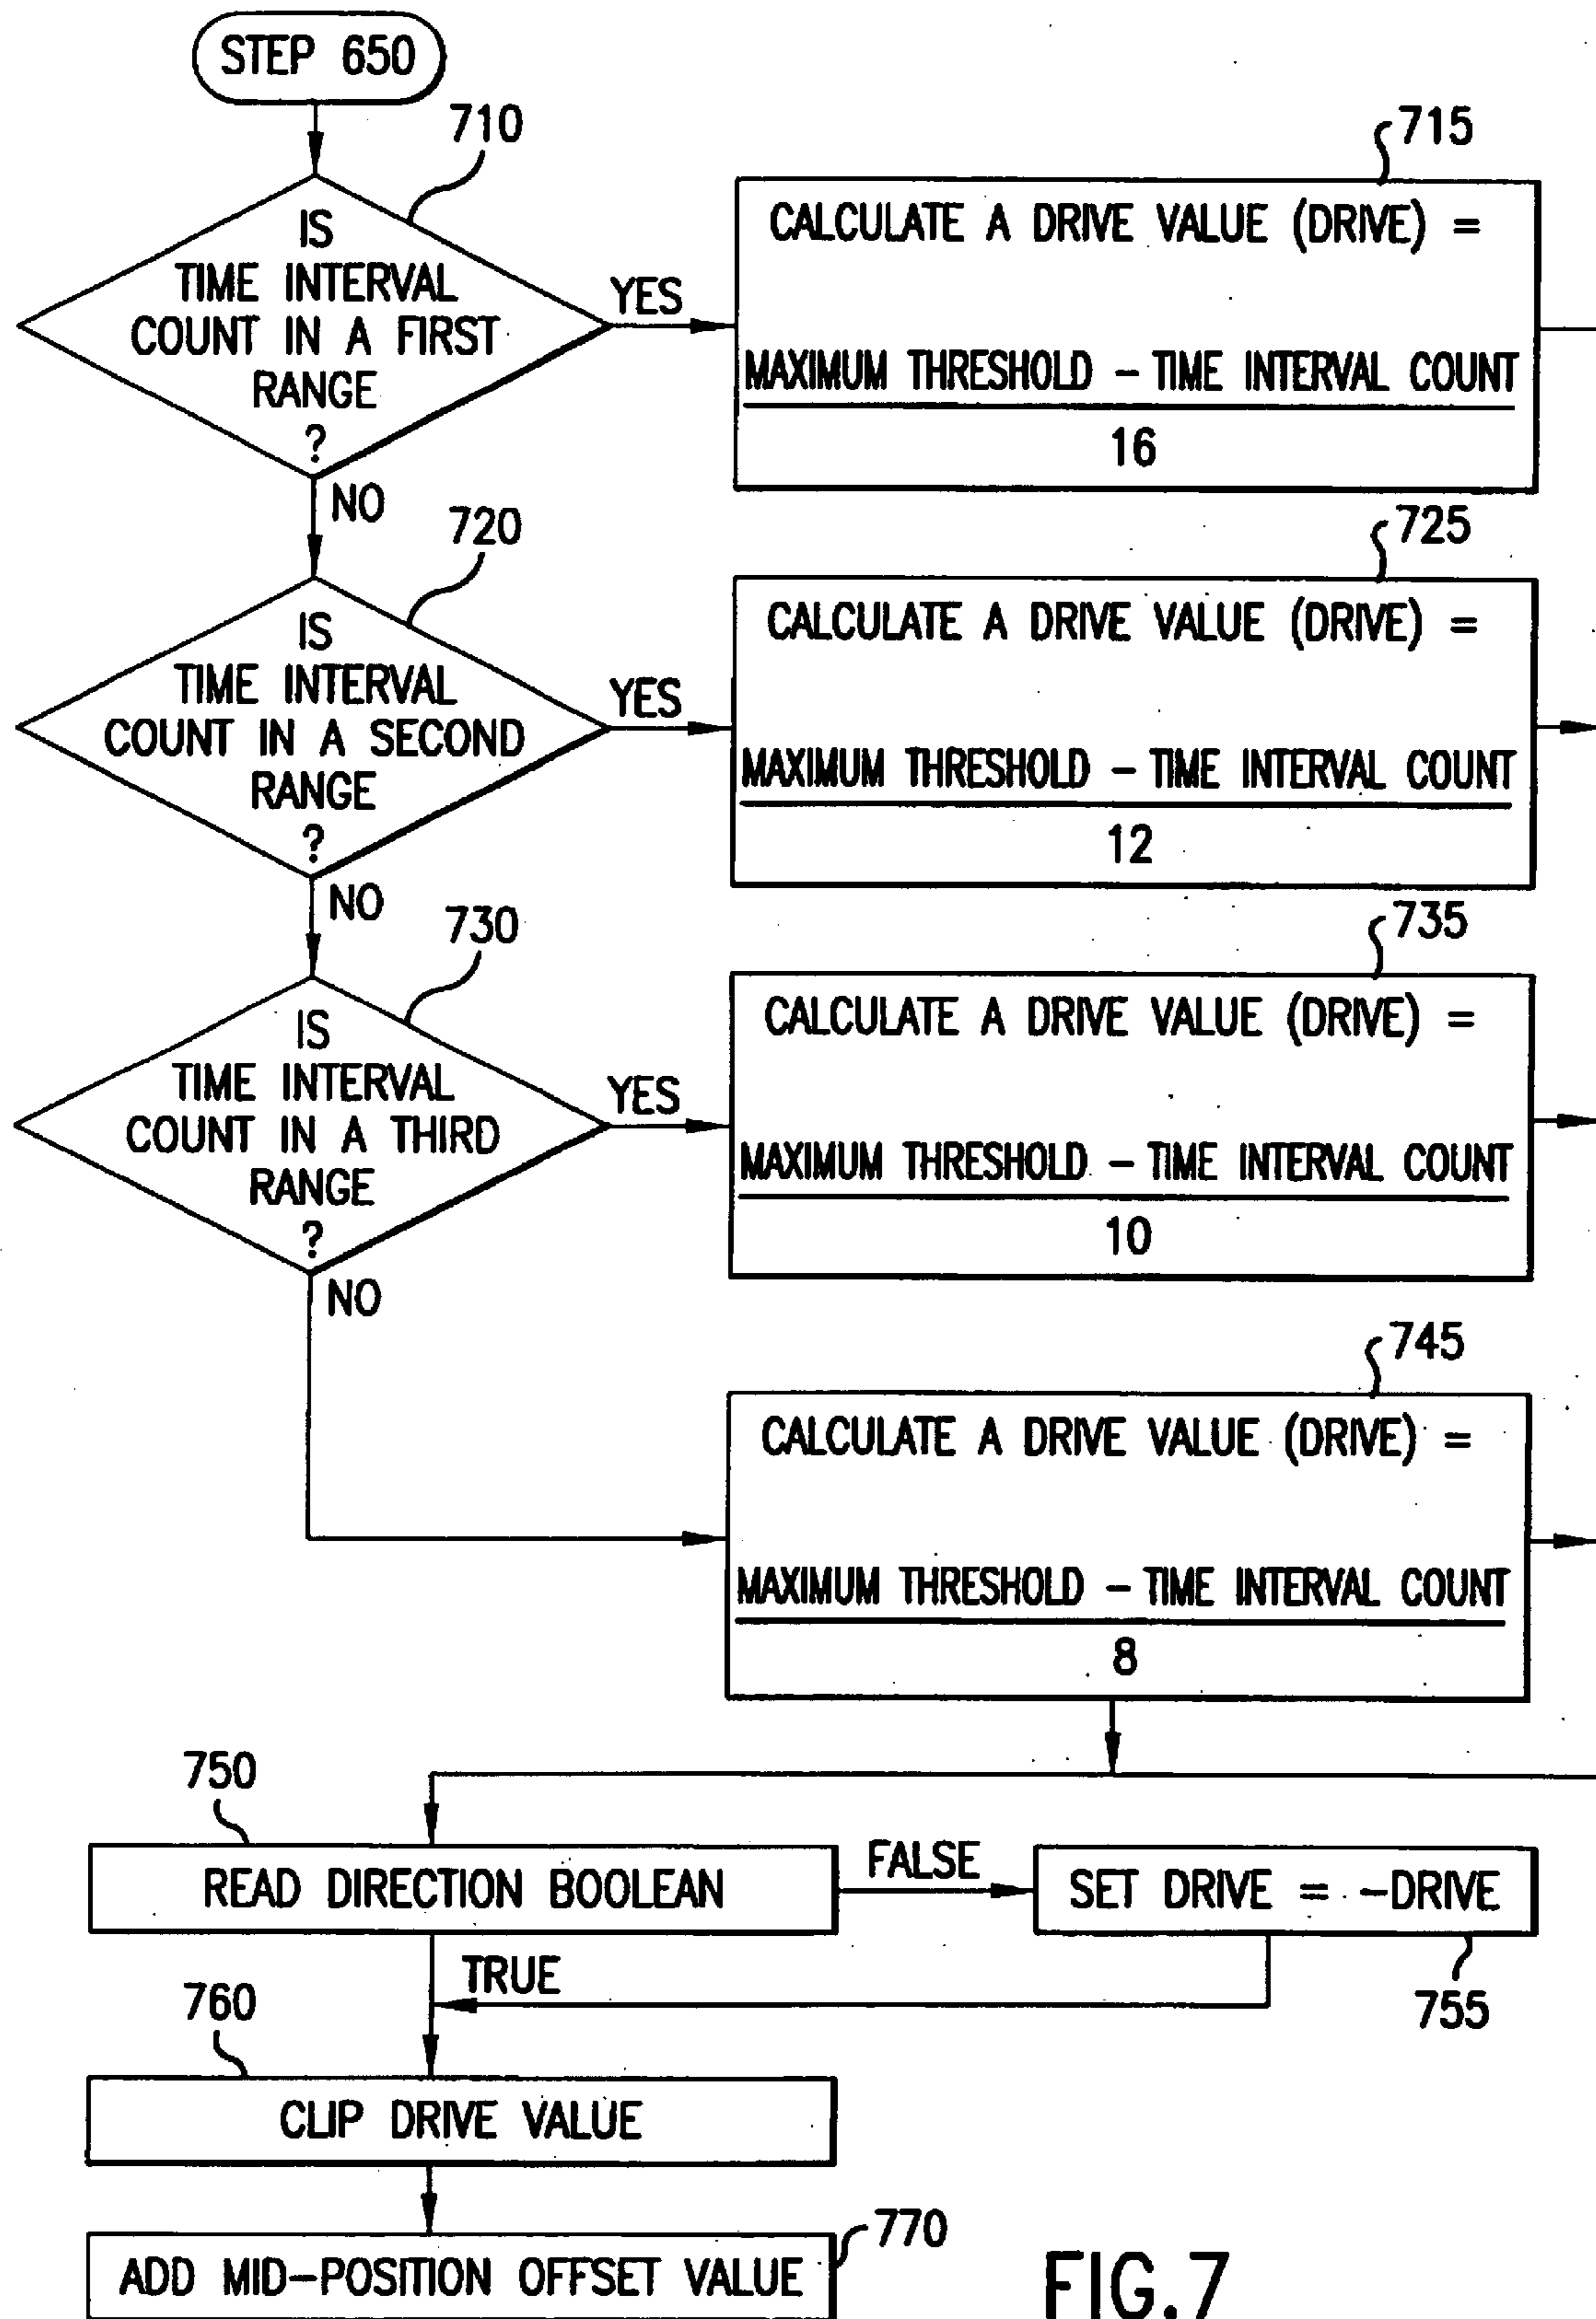 STEP 650
710
IS
TIME INTERVAL
COUNT IN A FIRST
RANGE
?
YES
NO
715
CALCULATE A DRIVE VALUE (DRIVE) =
MAXIMUM THRESHOLD - TIME INTERVAL COUNT
16
720
IS
TIME INTERVAL
COUNT IN A SECOND
RANGE
?
YES
NO
725
CALCULATE A DRIVE VALUE (DRIVE) =
MAXIMUM THRESHOLD - TIME INTERVAL COUNT
12
730
IS
TIME INTERVAL
COUNT IN A THIRD
RANGE
?
YES
NO
735
CALCULATE A DRIVE VALUE (DRIVE) =
MAXIMUM THRESHOLD - TIME INTERVAL COUNT
10
745
CALCULATE A DRIVE VALUE (DRIVE) =
MAXIMUM THRESHOLD - TIME INTERVAL COUNT
8
750
READ DIRECTION BOOLEAN
FALSE
SET DRIVE = -DRIVE
755
TRUE
760
CLIP DRIVE VALUE
770
ADD MID-POSITION OFFSET VALUE
FIG.7